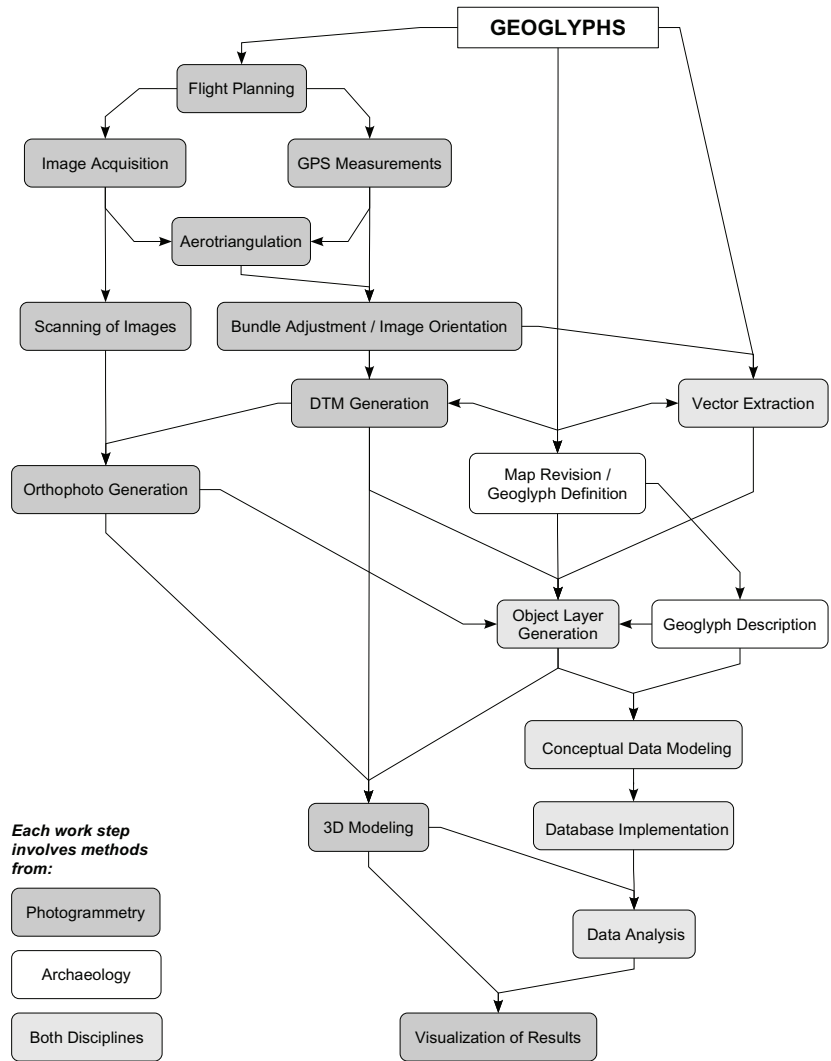 GEOGLYPHS
Flight Planning
Image Acquisition
GPS Measurements
Aerotriangulation
Scanning of Images
Bundle Adjustment / Image Orientation
DTM Generation
Vector Extraction
Orthophoto Generation
Map Revision /
Geoglyph Definition
Object Layer
Generation
Geoglyph Description
Conceptual Data Modeling
3D Modeling
Database Implementation
Data Analysis
Visualization of Results
Each work step
involves methods
from:
Photogrammetry
Archaeology
Both Disciplines